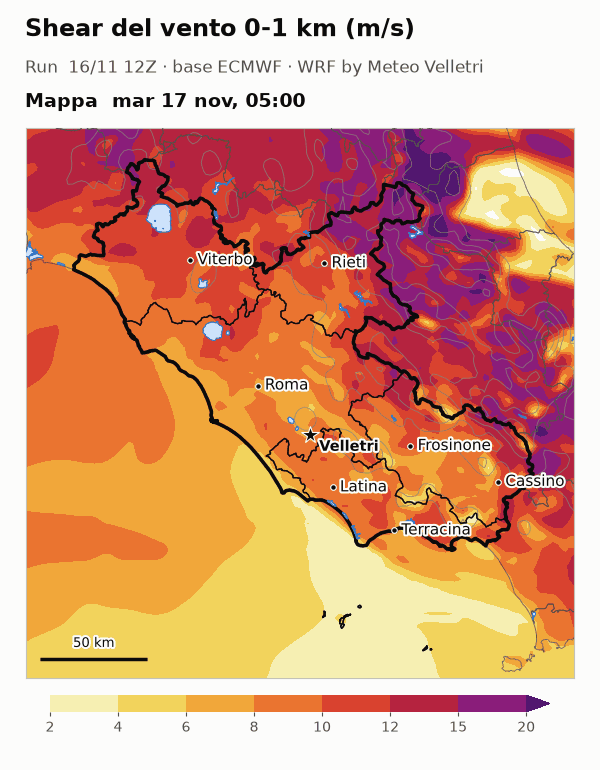 Shear del vento 0-1 km (m/s)
Run  16/11 12Z · base ECMWF · WRF by Meteo Velletri
Mappa  mar 17 nov, 05:00
Viterbo
Rieti
Roma
Velletri
Frosinone
Cassino
Latina
Terracina
50 km
2 4 6 8 10 12 15 20